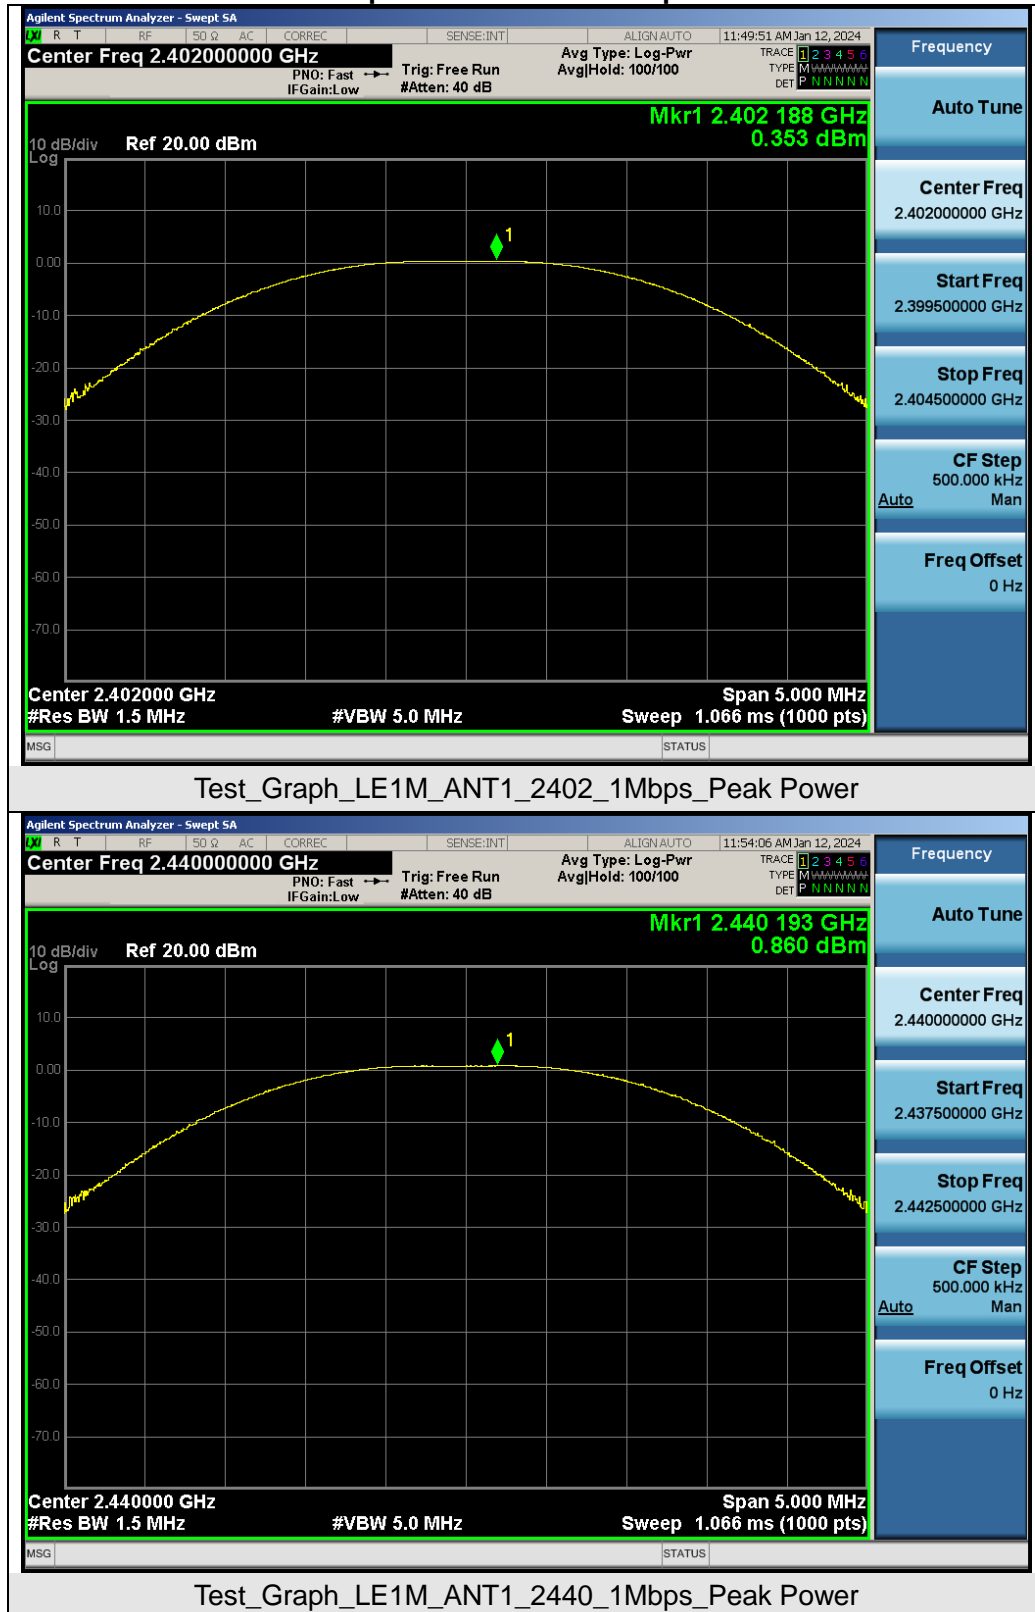 Agilent Spectrum Analyzer - Swept SA
LXI R T RF 50 Ω AC CORREC SENSE:INT ALIGN AUTO 11:49:51 AM Jan 12, 2024
Center Freq 2.402000000 GHz
PNO: Fast
IFGain:Low
Trig: Free Run
#Atten: 40 dB
Avg Type: Log-Pwr
Avg|Hold: 100/100
TRACE 1 2 3 4 5 6
TYPE M W W W W W
DET P N N N N N
Mkr1 2.402 188 GHz
0.353 dBm
10 dB/div Ref 20.00 dBm
Log
10.0
1
0.00
-10.0
-20.0
-30.0
-40.0
-50.0
-60.0
-70.0
Center 2.402000 GHz Span 5.000 MHz
#Res BW 1.5 MHz #VBW 5.0 MHz Sweep 1.066 ms (1000 pts)
MSG STATUS
Frequency
Auto Tune
Center Freq
2.402000000 GHz
Start Freq
2.399500000 GHz
Stop Freq
2.404500000 GHz
CF Step
500.000 kHz
Auto Man
Freq Offset
0 Hz
Test_Graph_LE1M_ANT1_2402_1Mbps_Peak Power
Agilent Spectrum Analyzer - Swept SA
LXI R T RF 50 Ω AC CORREC SENSE:INT ALIGN AUTO 11:54:06 AM Jan 12, 2024
Center Freq 2.440000000 GHz
PNO: Fast
IFGain:Low
Trig: Free Run
#Atten: 40 dB
Avg Type: Log-Pwr
Avg|Hold: 100/100
TRACE 1 2 3 4 5 6
TYPE M W W W W W
DET P N N N N N
Mkr1 2.440 193 GHz
0.860 dBm
10 dB/div Ref 20.00 dBm
Log
10.0
1
0.00
-10.0
-20.0
-30.0
-40.0
-50.0
-60.0
-70.0
Center 2.440000 GHz Span 5.000 MHz
#Res BW 1.5 MHz #VBW 5.0 MHz Sweep 1.066 ms (1000 pts)
MSG STATUS
Frequency
Auto Tune
Center Freq
2.440000000 GHz
Start Freq
2.437500000 GHz
Stop Freq
2.442500000 GHz
CF Step
500.000 kHz
Auto Man
Freq Offset
0 Hz
Test_Graph_LE1M_ANT1_2440_1Mbps_Peak Power